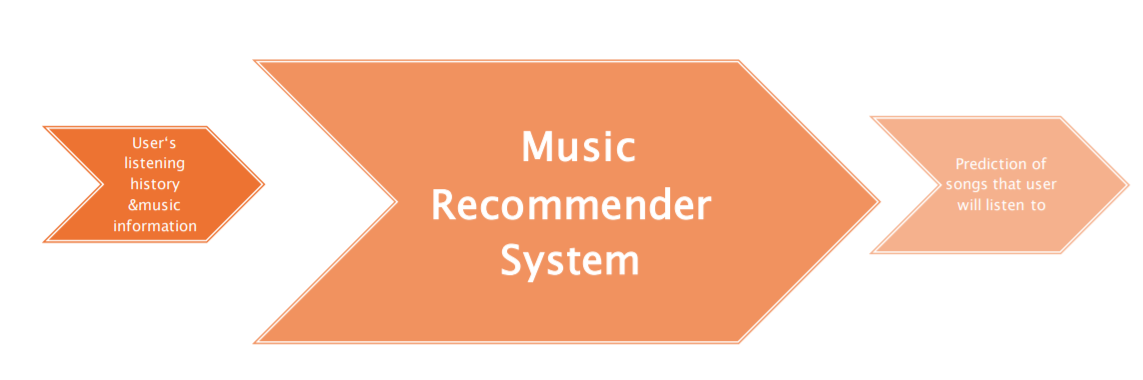 User's
listening
history
&music
information
Music
Recommender
System
Prediction of
songs that user
will listen to